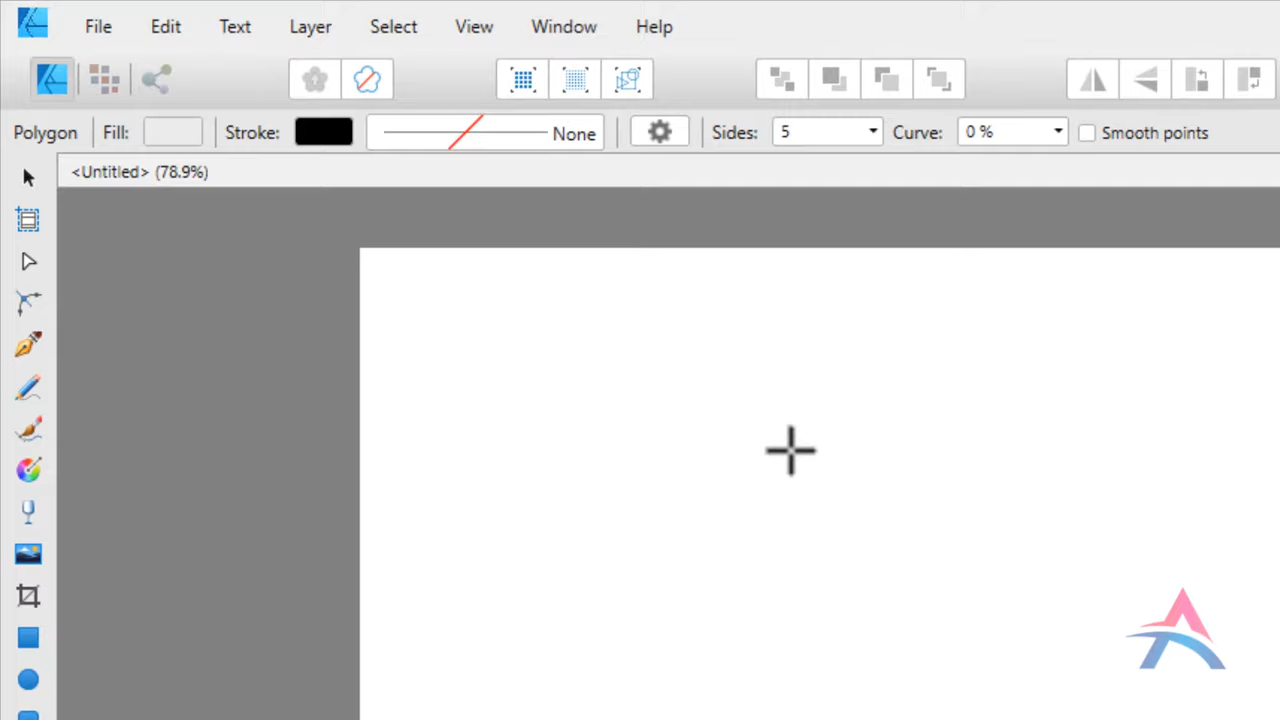 File Edit Text Layer Select View Window Help
Polygon Fill: Stroke: None Sides: 5 Curve: 0 % Smooth points
<Untitled> (78.9%)